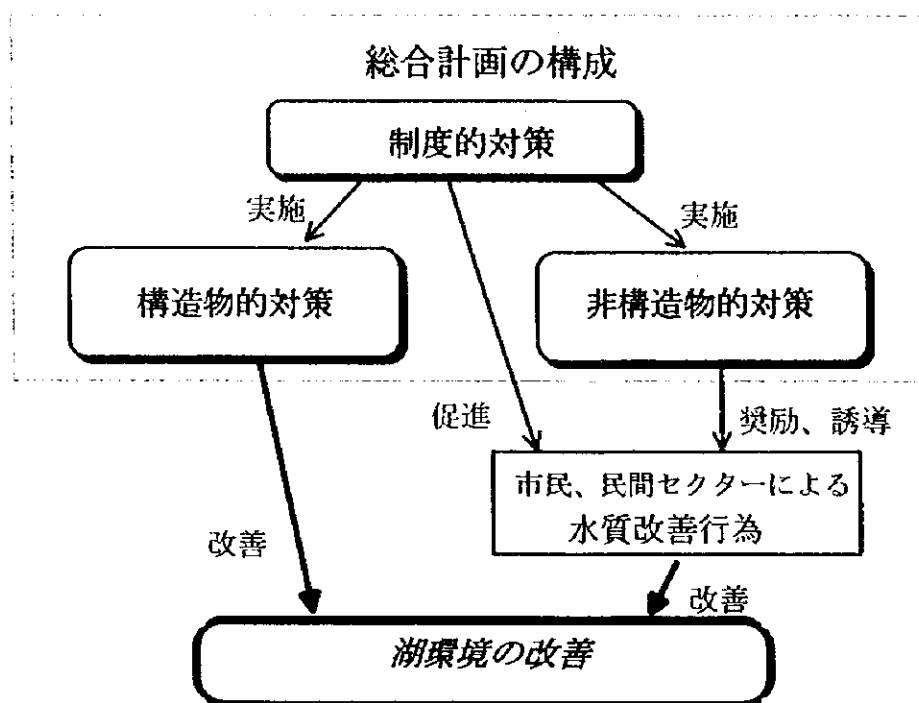 総合計画の構成
制度的対策
実施
実施
構造物的対策
非構造物的対策
促進
奨励、誘導
市民、民間セクターによる
水質改善行為
改善
改善
湖環境の改善